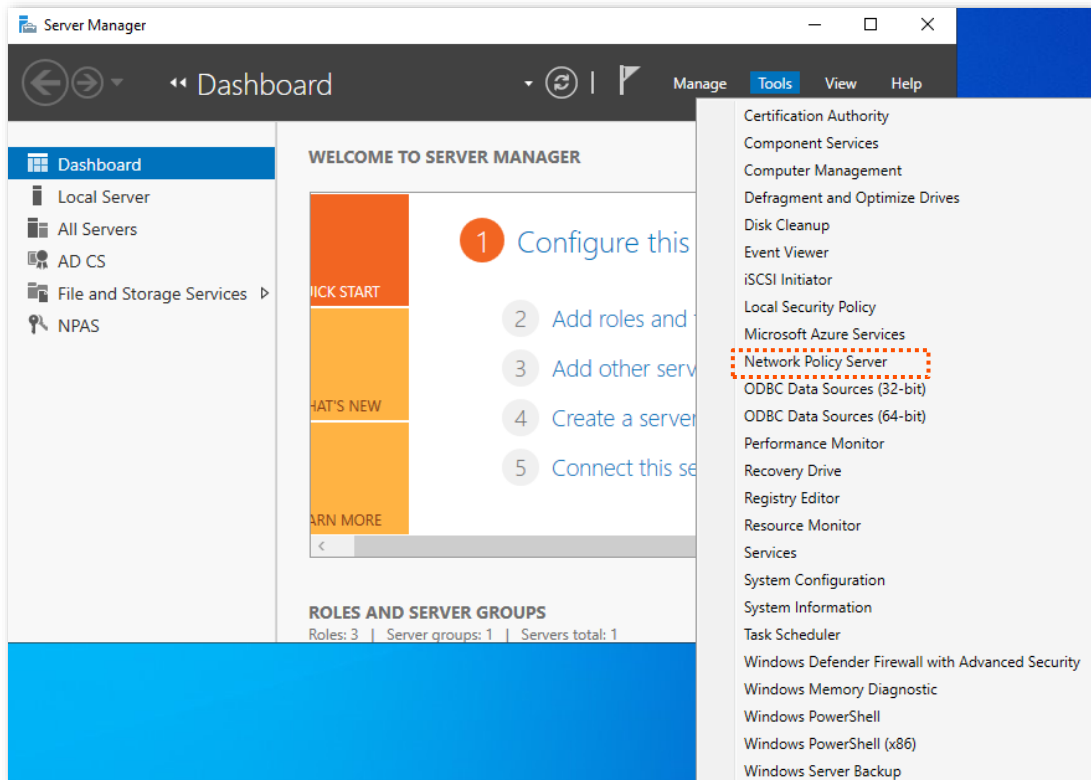 Server Manager
Dashboard
Manage Tools View Help
Dashboard
Local Server
All Servers
AD CS
File and Storage Services
NPAS
WELCOME TO SERVER MANAGER
UICK START
HAT'S NEW
ARN MORE
1 Configure this
2 Add roles and
3 Add other serv
4 Create a server
5 Connect this se
ROLES AND SERVER GROUPS
Roles: 3 | Server groups: 1 | Servers total: 1
Certification Authority
Component Services
Computer Management
Defragment and Optimize Drives
Disk Cleanup
Event Viewer
iSCSI Initiator
Local Security Policy
Microsoft Azure Services
Network Policy Server
ODBC Data Sources (32-bit)
ODBC Data Sources (64-bit)
Performance Monitor
Recovery Drive
Registry Editor
Resource Monitor
Services
System Configuration
System Information
Task Scheduler
Windows Defender Firewall with Advanced Security
Windows Memory Diagnostic
Windows PowerShell
Windows PowerShell (x86)
Windows Server Backup